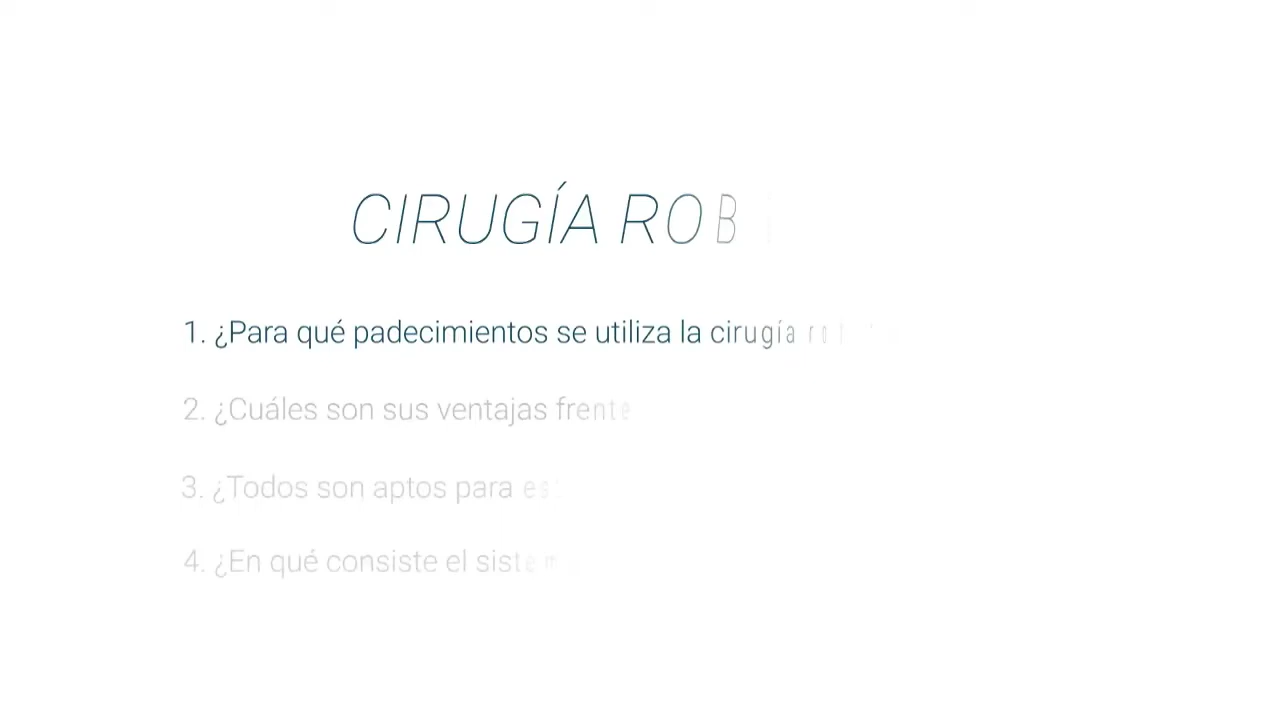 CIRUGÍA ROB
1. ¿Para qué padecimientos se utiliza la cirugía
2. ¿Cuáles son sus ventajas frente
3. ¿Todos son aptos para
4. ¿En qué consiste el